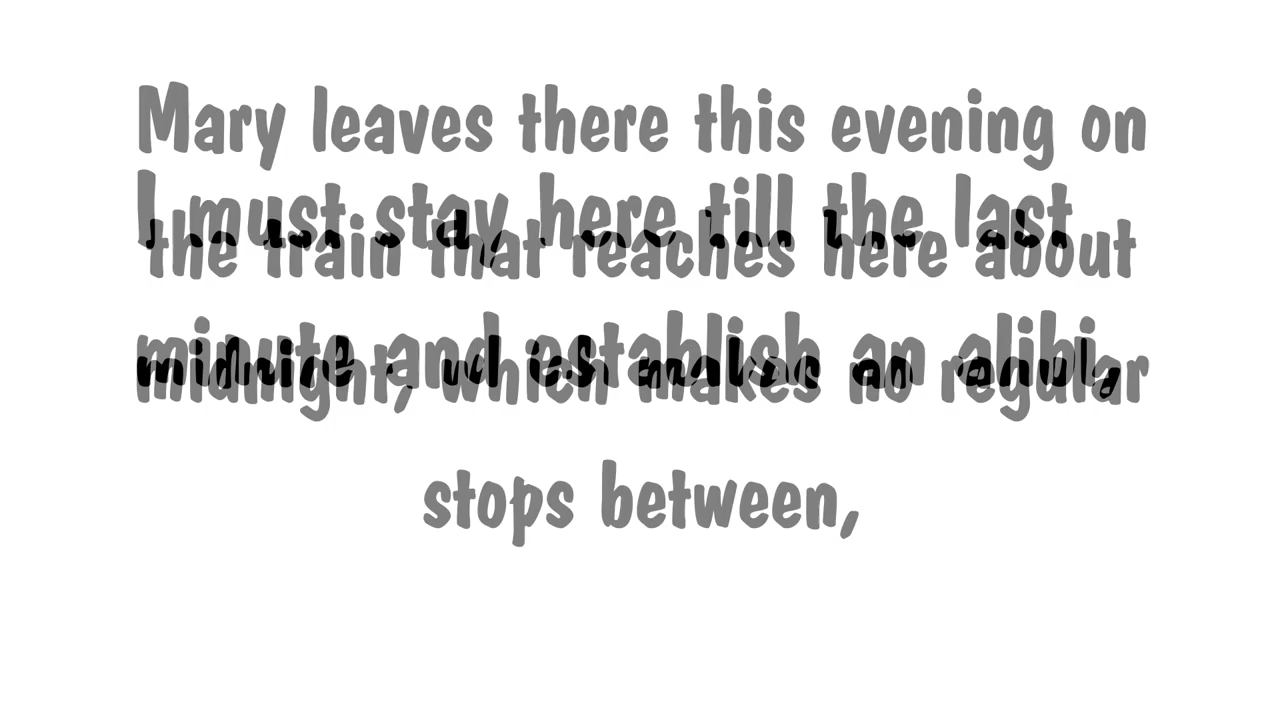 Mary leaves there this evening on
I must stay here till the last
the train that reaches here about
minute and establish an alibi,
midnight, which makes no regular
stops between,